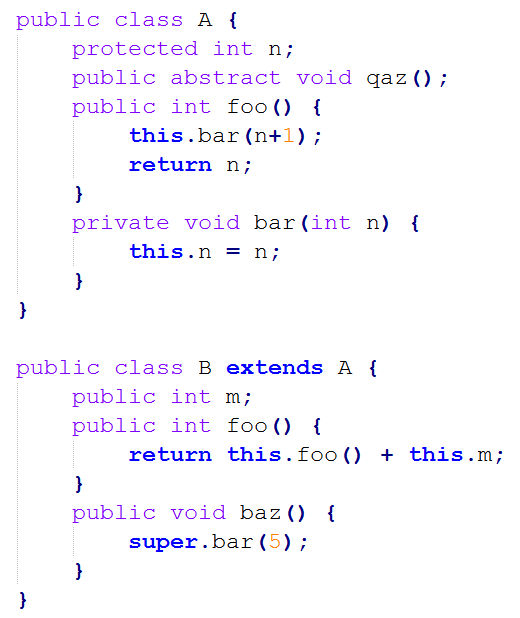 public class A {
    protected int n;
    public abstract void qaz();
    public int foo() {
        this.bar(n+1);
        return n;
    }
    private void bar(int n) {
        this.n = n;
    }
}

public class B extends A {
    public int m;
    public int foo() {
        return this.foo() + this.m;
    }
    public void baz() {
        super.bar(5);
    }
}